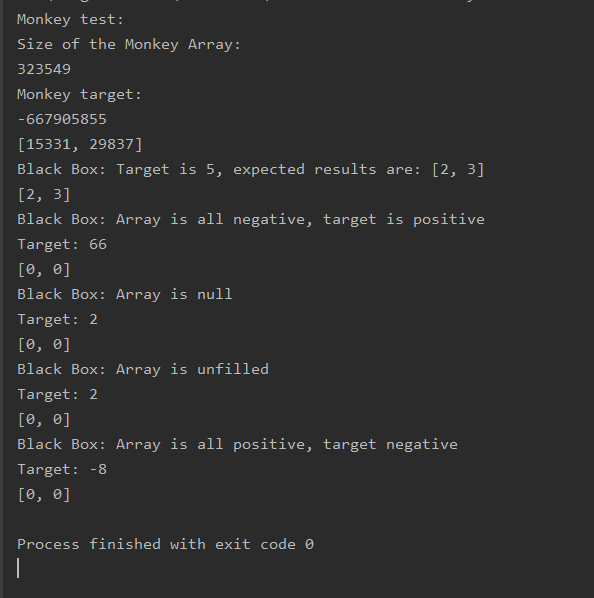 Monkey test:
Size of the Monkey Array:
323549
Monkey target:
-667905855
[15331, 29837]
Black Box: Target is 5, expected results are: [2, 3]
[2, 3]
Black Box: Array is all negative, target is positive
Target: 66
[0, 0]
Black Box: Array is null
Target: 2
[0, 0]
Black Box: Array is unfilled
Target: 2
[0, 0]
Black Box: Array is all positive, target negative
Target: -8
[0, 0]
Process finished with exit code 0